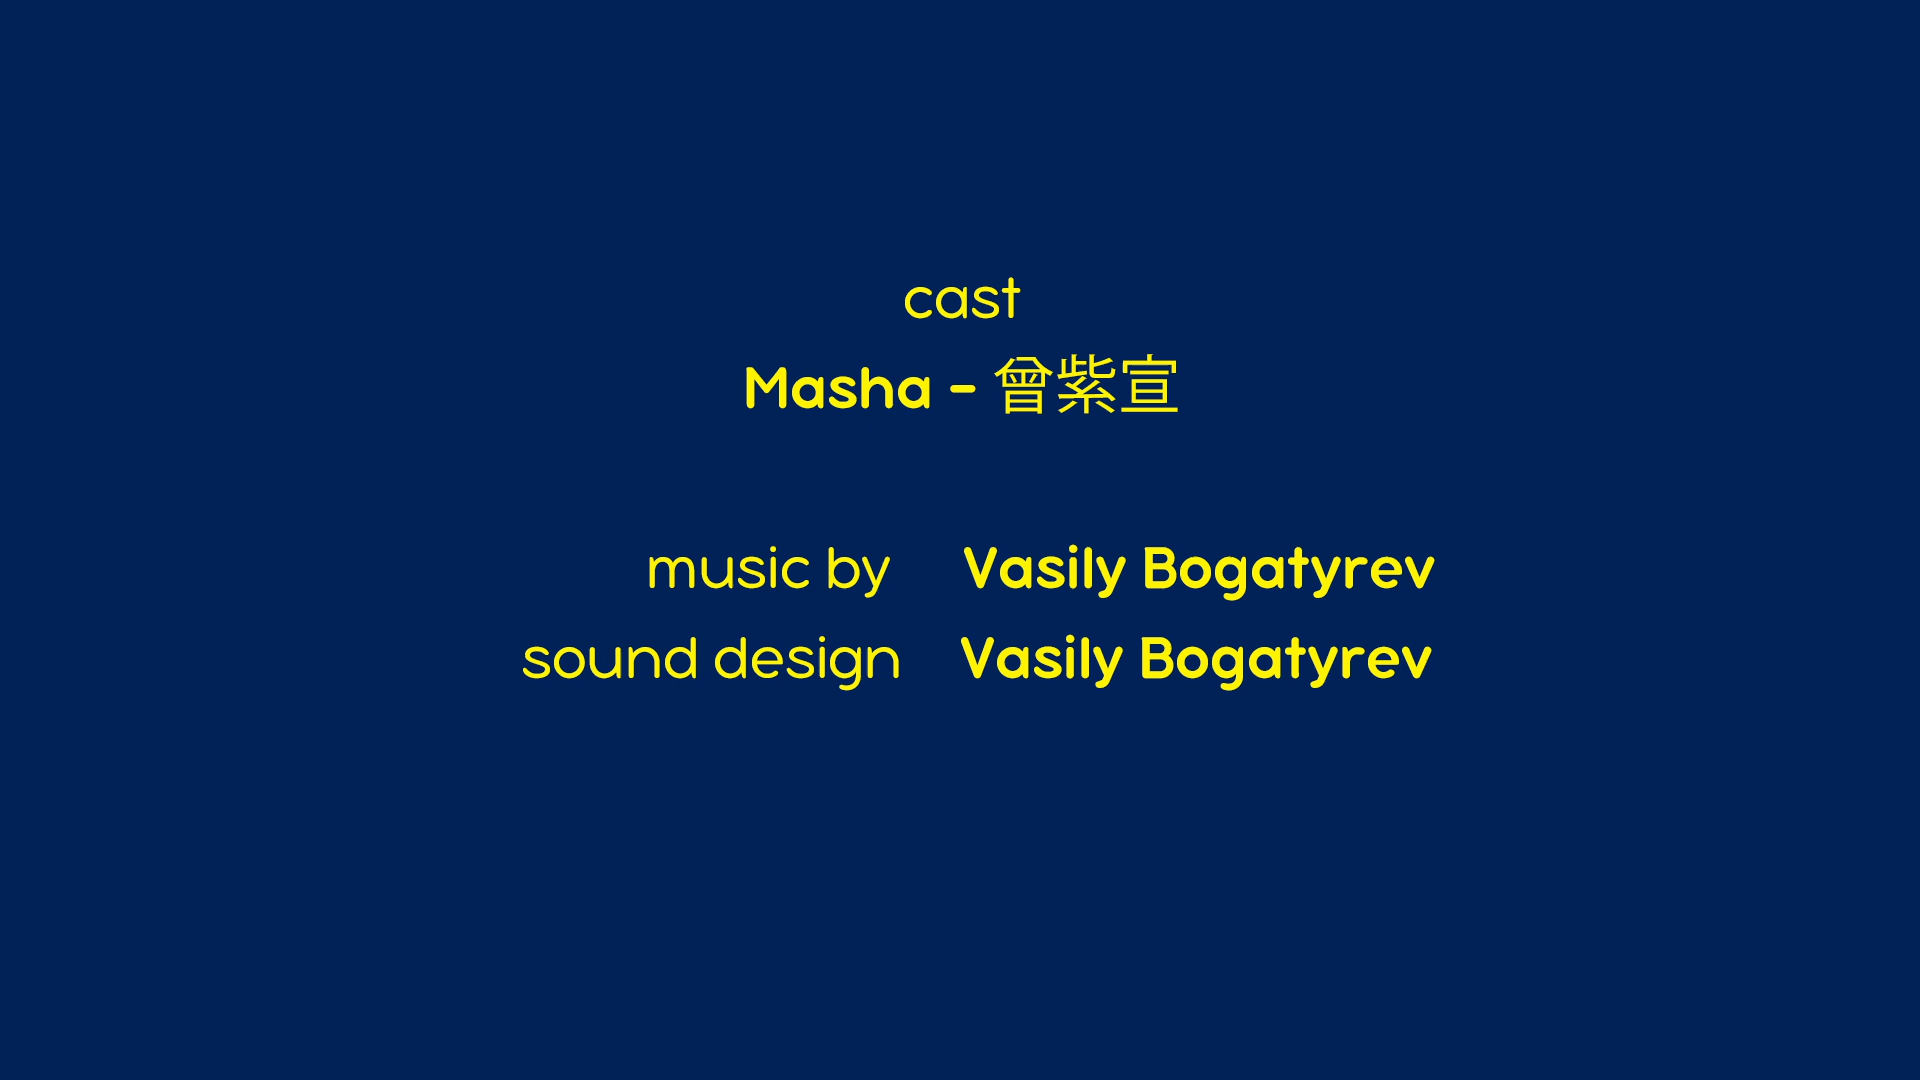 cast
Masha - 曾紫宣
music by Vasily Bogatyrev
sound design Vasily Bogatyrev